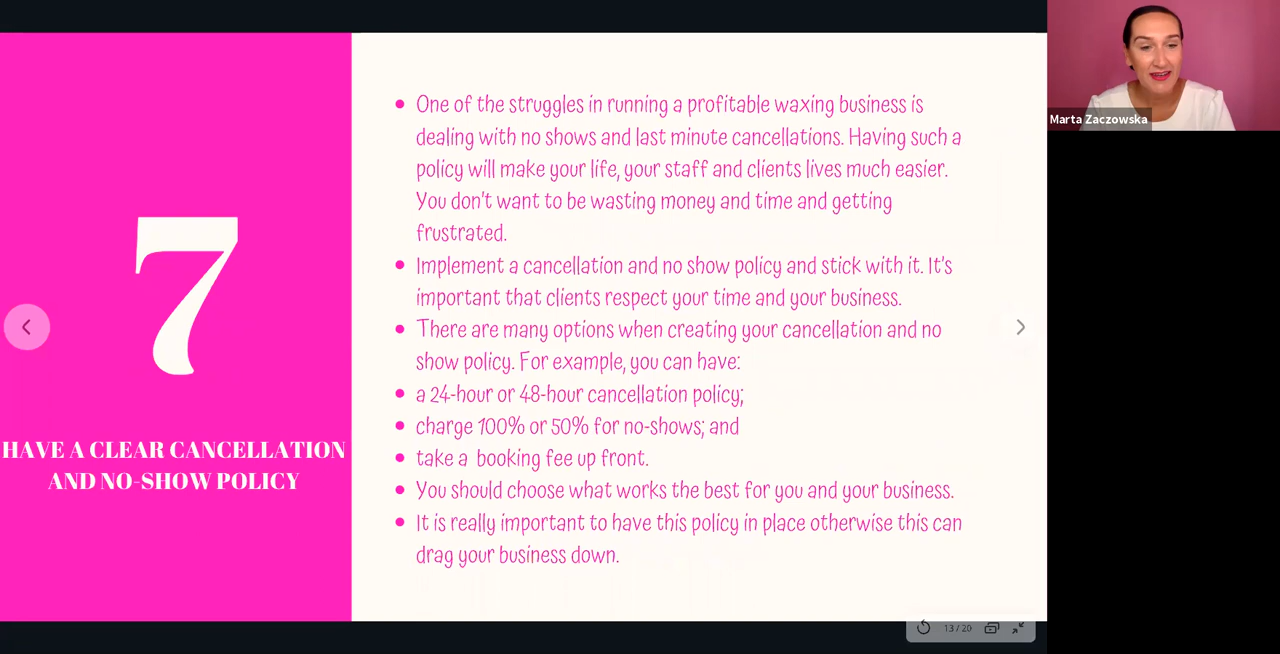 7
HAVE A CLEAR CANCELLATION
AND NO-SHOW POLICY
• One of the struggles in running a profitable waxing business is
dealing with no shows and last minute cancellations. Having such a
policy will make your life, your staff and clients lives much easier.
You don't want to be wasting money and time and getting
frustrated.
• Implement a cancellation and no show policy and stick with it. It's
important that clients respect your time and your business.
• There are many options when creating your cancellation and no
show policy. For example, you can have:
• a 24-hour or 48-hour cancellation policy;
• charge 100% or 50% for no-shows; and
• take a booking fee up front.
• You should choose what works the best for you and your business.
• It is really important to have this policy in place otherwise this can
drag your business down.
13 / 20
Marta Zaczowska